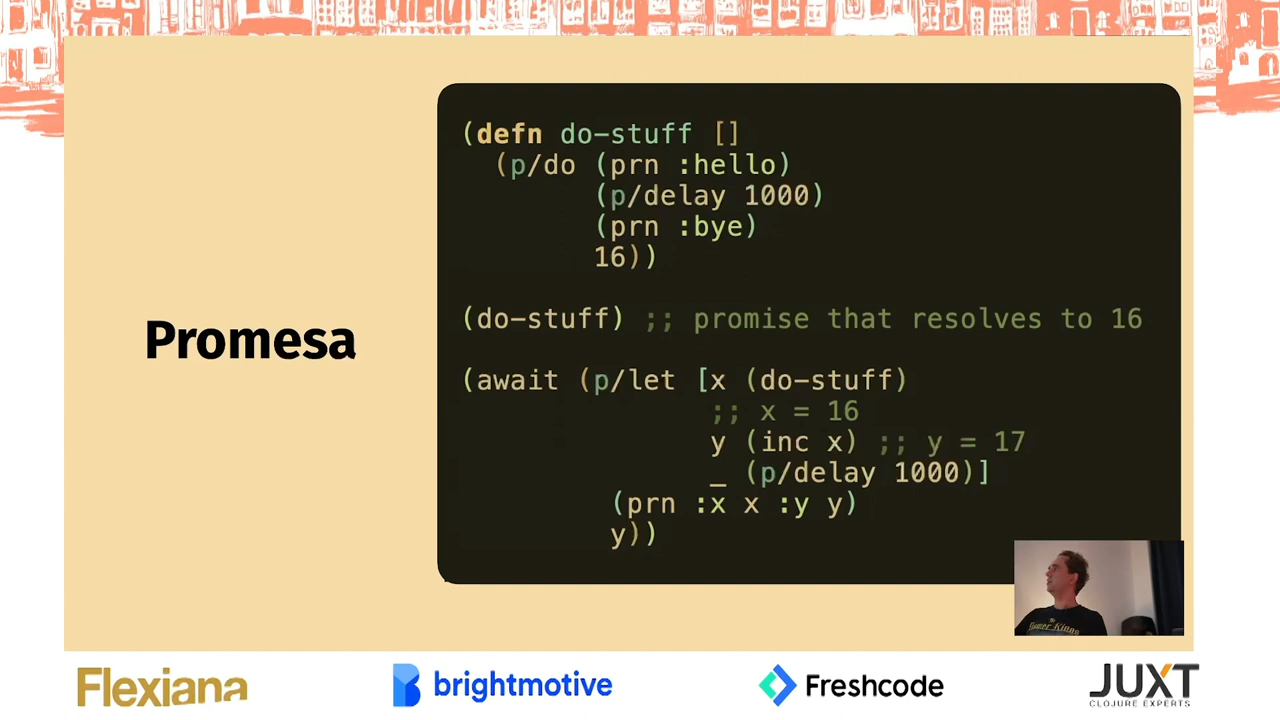 Promesa
(defn do-stuff []
  (p/do (prn :hello)
        (p/delay 1000)
        (prn :bye)
        16))
(do-stuff) ;; promise that resolves to 16
(await (p/let [x (do-stuff)
               ;; x = 16
               y (inc x) ;; y = 17
               _ (p/delay 1000)]
         (prn :x x :y y)
         y))
Flexiana
brightmotive
Freshcode
JUXT
CLOJURE EXPERTS